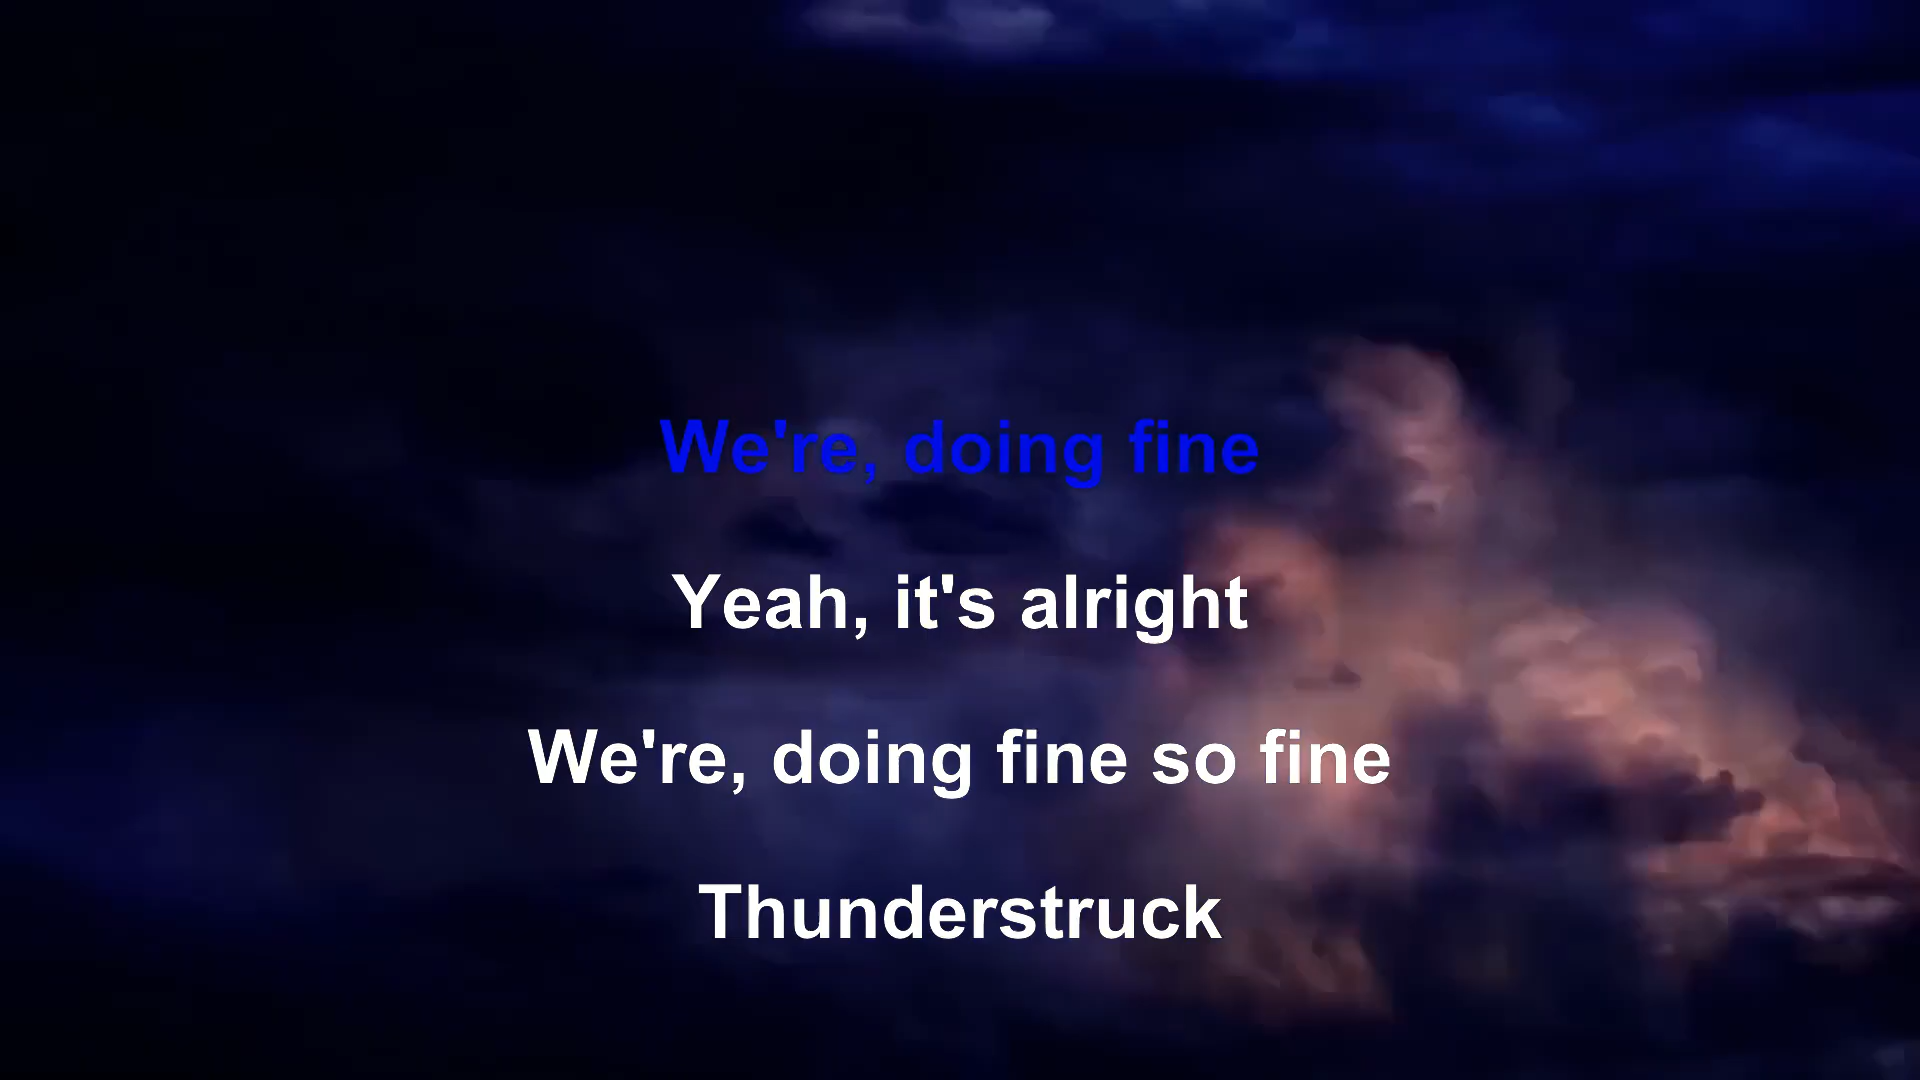 We're, doing fine
Yeah, it's alright
We're, doing fine so fine
Thunderstruck